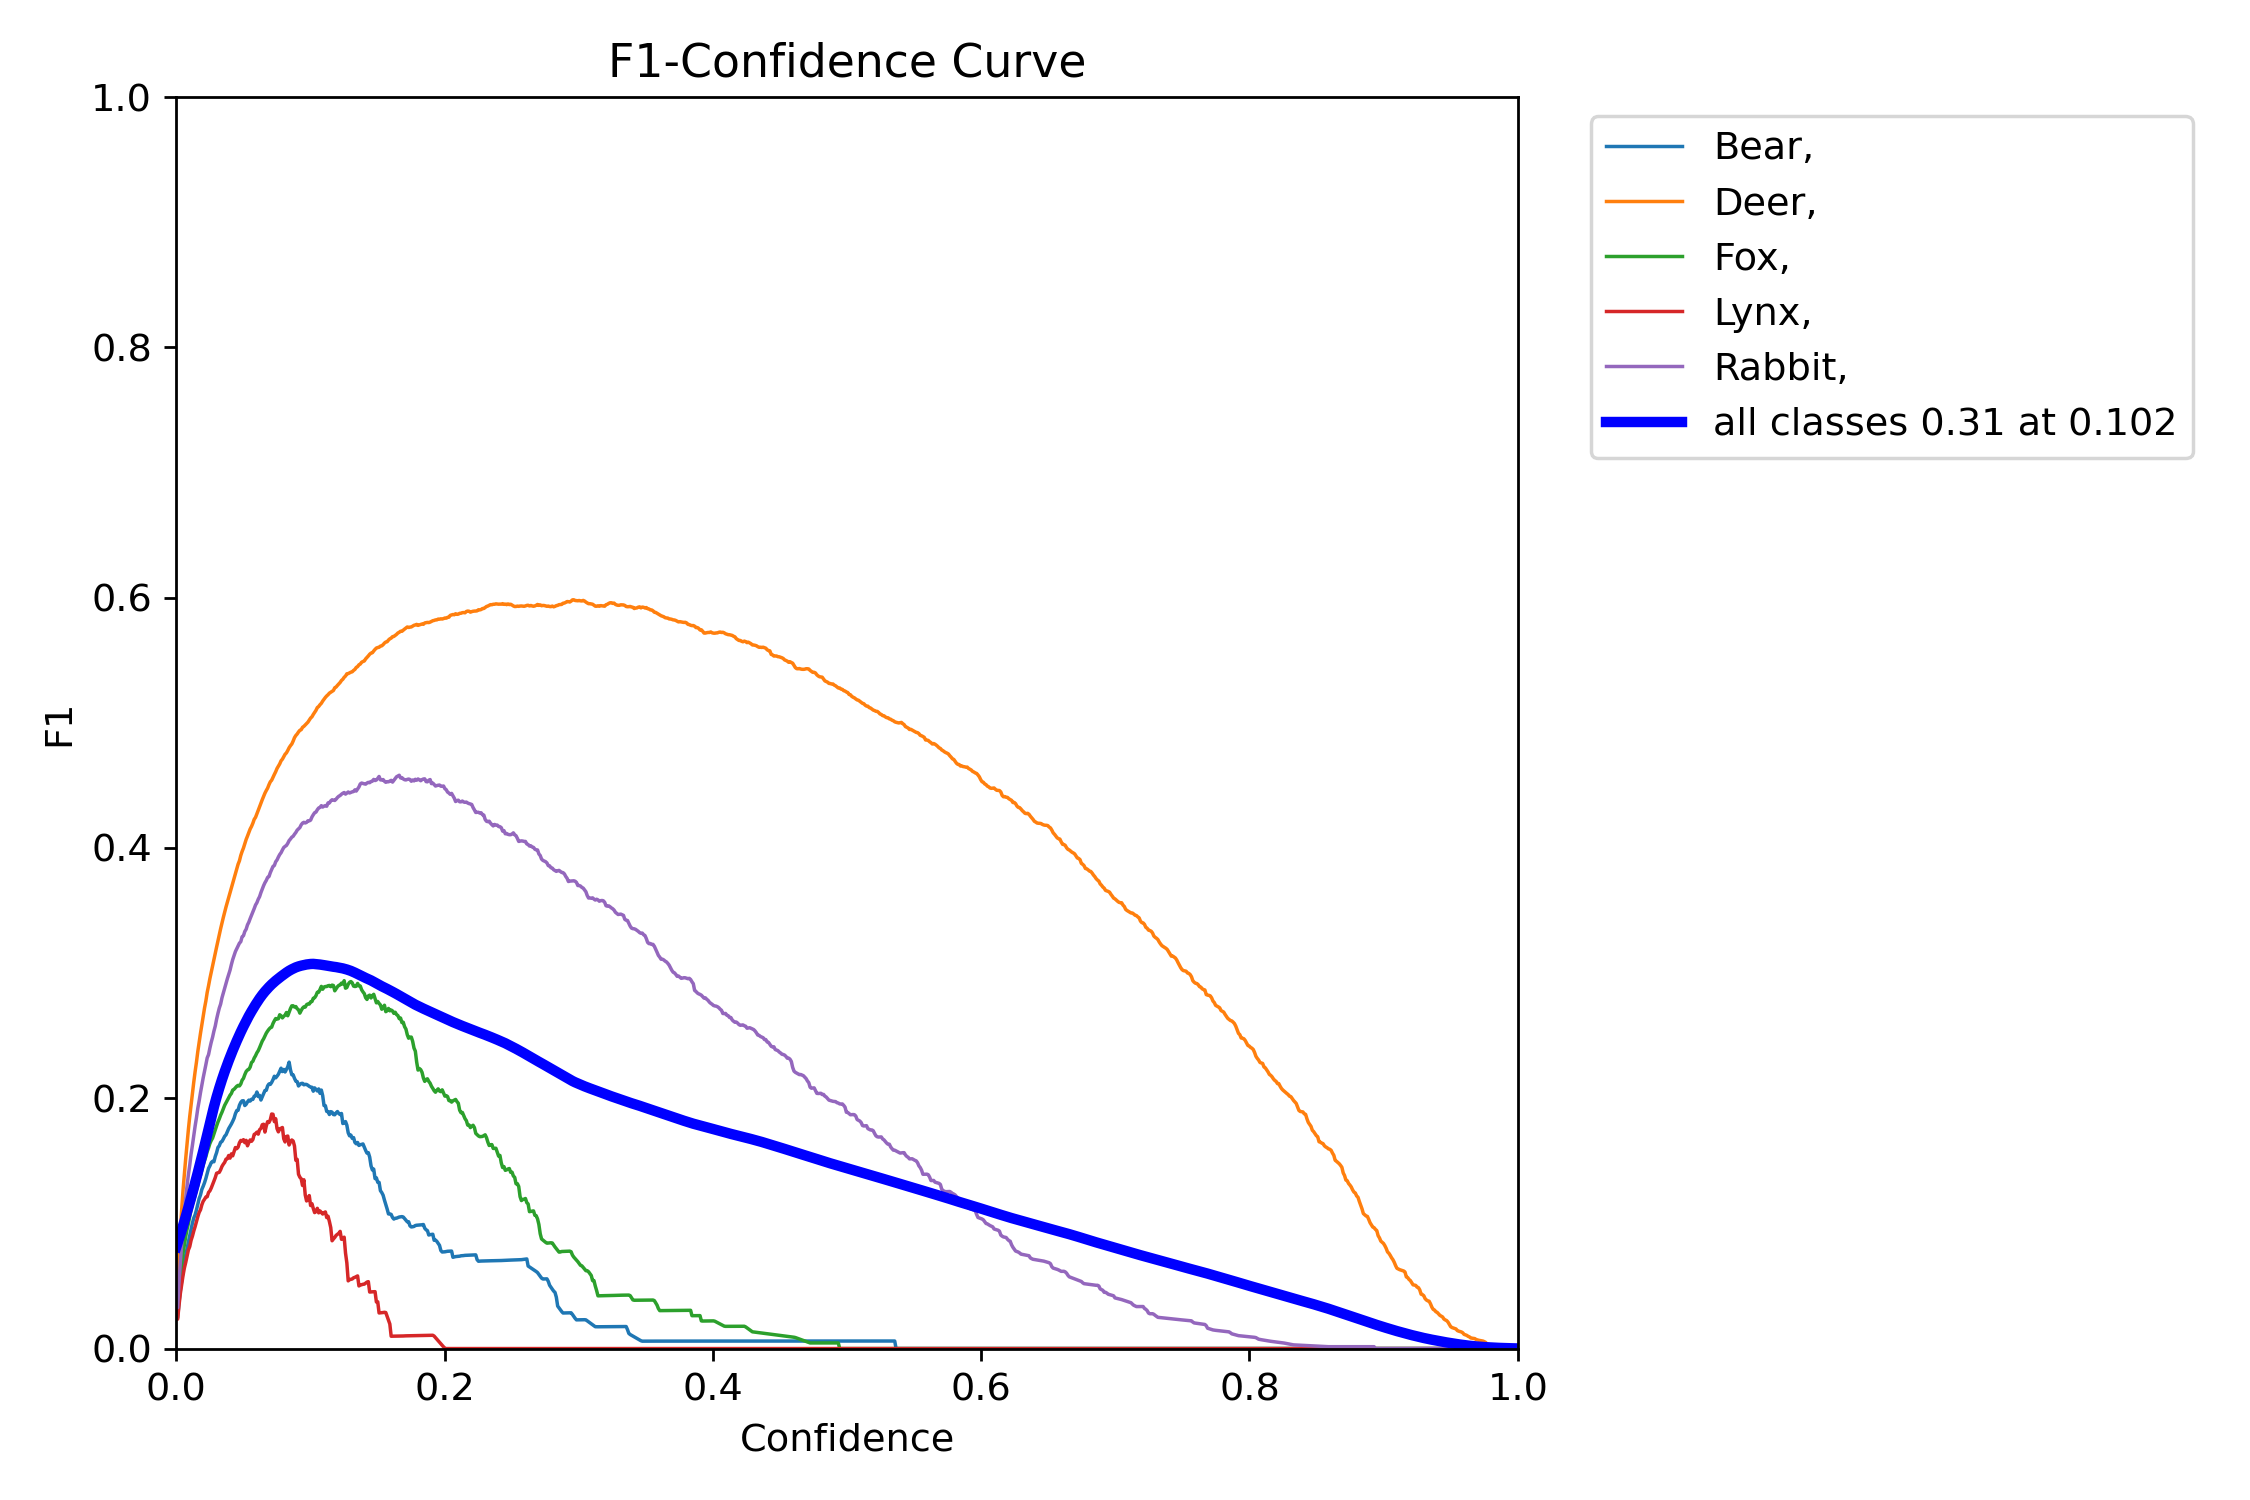 F1-Confidence Curve
1.0
0.8
0.6
0.4
0.2
0.0
F1
0.0 0.2 0.4 0.6 0.8 1.0
Confidence
Bear,
Deer,
Fox,
Lynx,
Rabbit,
all classes 0.31 at 0.102